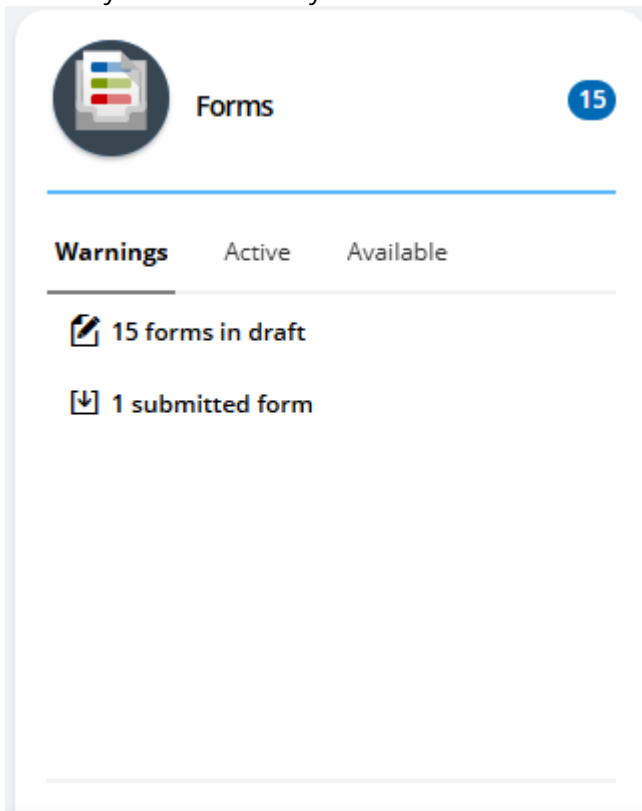 Forms
15
Warnings Active Available
15 forms in draft
1 submitted form